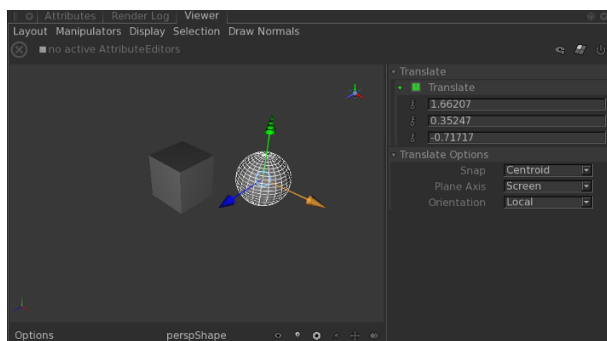 Attributes Render Log Viewer
Layout Manipulators Display Selection Draw Normals
no active AttributeEditors
Translate
Translate
1.66207
0.35247
-0.71717
Translate Options
Snap Centroid
Plane Axis Screen
Orientation Local
Options perspShape